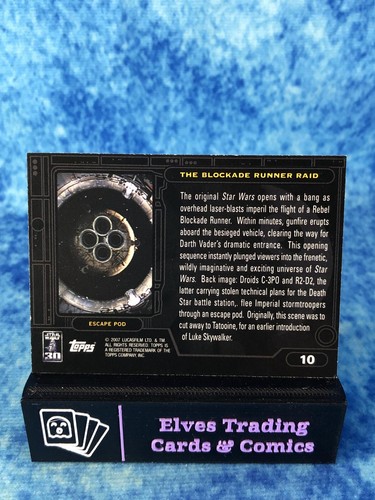 THE BLOCKADE RUNNER RAID
The original Star Wars opens with a bang as
overhead laser-blasts imperil the flight of a Rebel
Blockade Runner. Within minutes, gunfire erupts
aboard the besieged vehicle, clearing the way for
Darth Vader's dramatic entrance. This opening
sequence instantly plunged viewers into the frenetic,
wildly imaginative and exciting universe of Star
Wars. Back image: Droids C-3PO and R2-D2, the
latter carrying stolen technical plans for the Death
Star battle station,. flee Imperial stormtroopers
through an escape pod. Originally, this scene was to
cut away to Tatooine, for an earlier introduction
of Luke Skywalker.
ESCAPE POD
STAR WARS
30
Topps
© 2007 LUCASFILM LTD. & TM
ALL RIGHTS RESERVED. TOPPS IS
A REGISTERED TRADEMARK OF THE
TOPPS COMPANY, INC.
10
Elves Trading
Cards & Comics